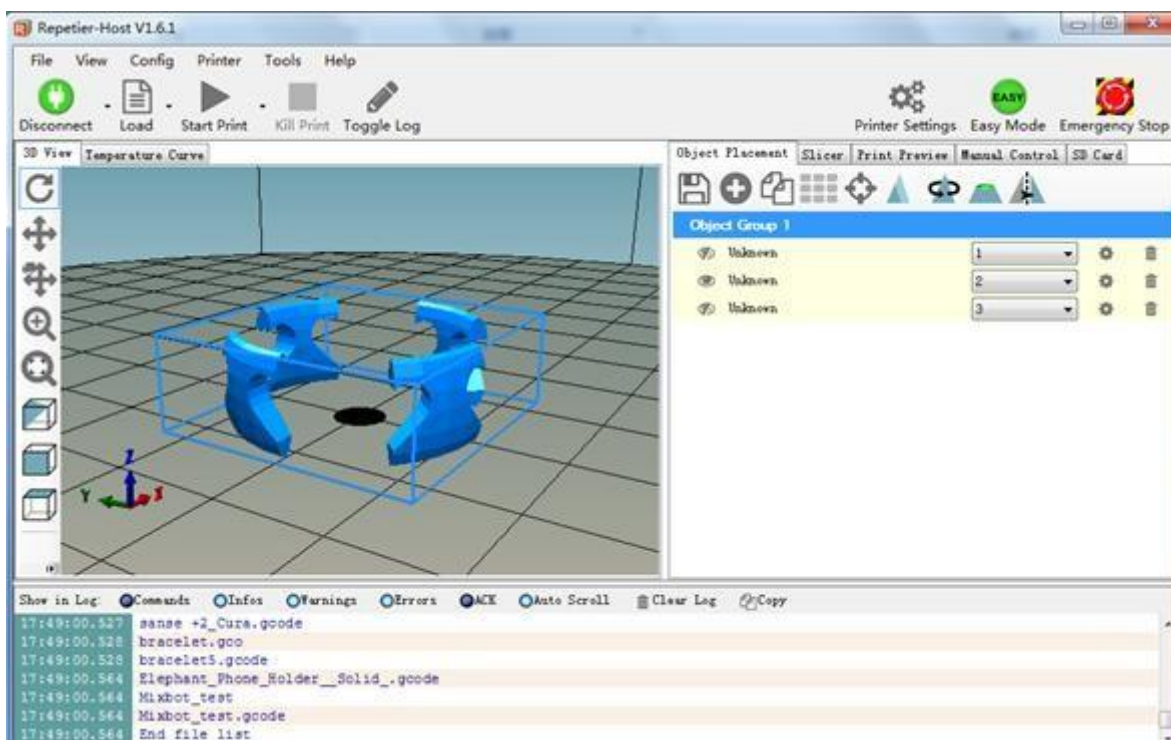 Repetier-Host V1.6.1
File View Config Printer Tools Help
Disconnect Load Start Print Kill Print Toggle Log
EASY
Printer Settings Easy Mode Emergency Stop
3D View Temperature Curve
Object Placement Slicer Print Preview Manual Control SD Card
Object Group 1
Unknown 1
Unknown 2
Unknown 3
Z
Y X
Show in Log: Commands Infos Warnings Errors ACK Auto Scroll Clear Log Copy
17:49:00.527 sanse +2_Cura.gcode
17:49:00.528 bracelet.gco
17:49:00.528 bracelet5.gcode
17:49:00.564 Elephant_Phone_Holder__Solid_.gcode
17:49:00.564 Mixbot_test
17:49:00.564 Mixbot_test.gcode
17:49:00.564 End file list